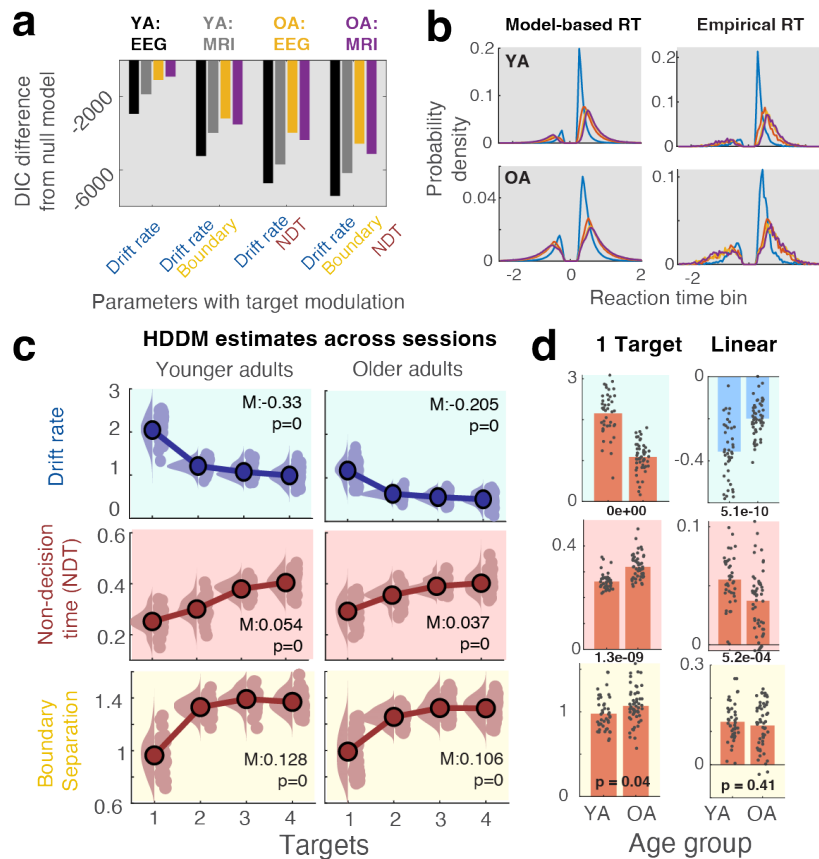 a
YA:
EEG
YA:
MRI
OA:
EEG
OA:
MRI
DIC difference
from null model
-2000
-6000
Drift rate
Drift rate
Boundary
Drift rate
NDT
Drift rate
Boundary
NDT
Parameters with target modulation
b
Model-based RT
Empirical RT
Probability
density
0.2
0.1
0
YA
0.2
0.1
0
0.04
0
OA
0.1
0
-2
0
2
-2
Reaction time bin
c
HDDM estimates across sessions
Younger adults
Older adults
Drift rate
3
2
1
0
M:-0.33
p=0
M:-0.205
p=0
Non-decision
time (NDT)
0.6
0.4
0.2
1 2 3 4
M:0.054
p=0
1 2 3 4
M:0.037
p=0
Boundary
Separation
1.4
1
0.6
M:0.128
p=0
M:0.106
p=0
1 2 3 4
1 2 3 4
Targets
d
1 Target
Linear
3
0
0e+00
0
-0.4
5.1e-10
0.4
0
1.3e-09
0.1
0
5.2e-04
1
0
p = 0.04
0.3
0
p = 0.41
YA OA
YA OA
Age group